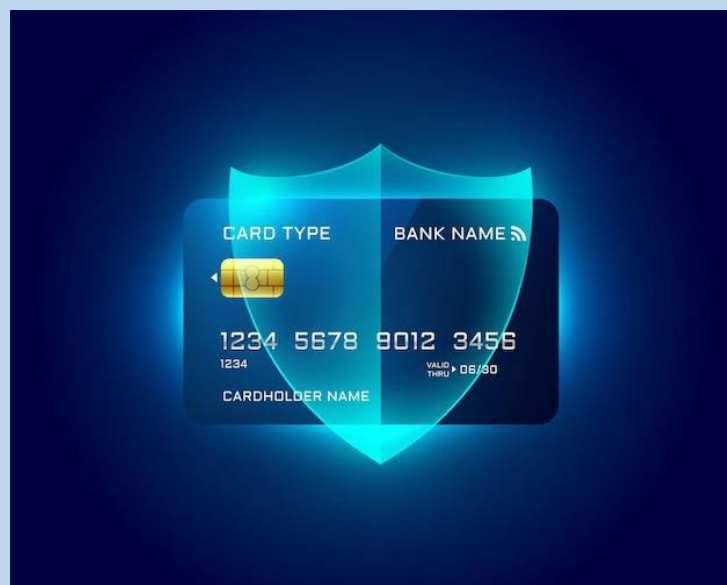 CARD TYPE BANK NAME
1234 5678 9012 3456
1234 VALID THRU 06/30
CARDHOLDER NAME